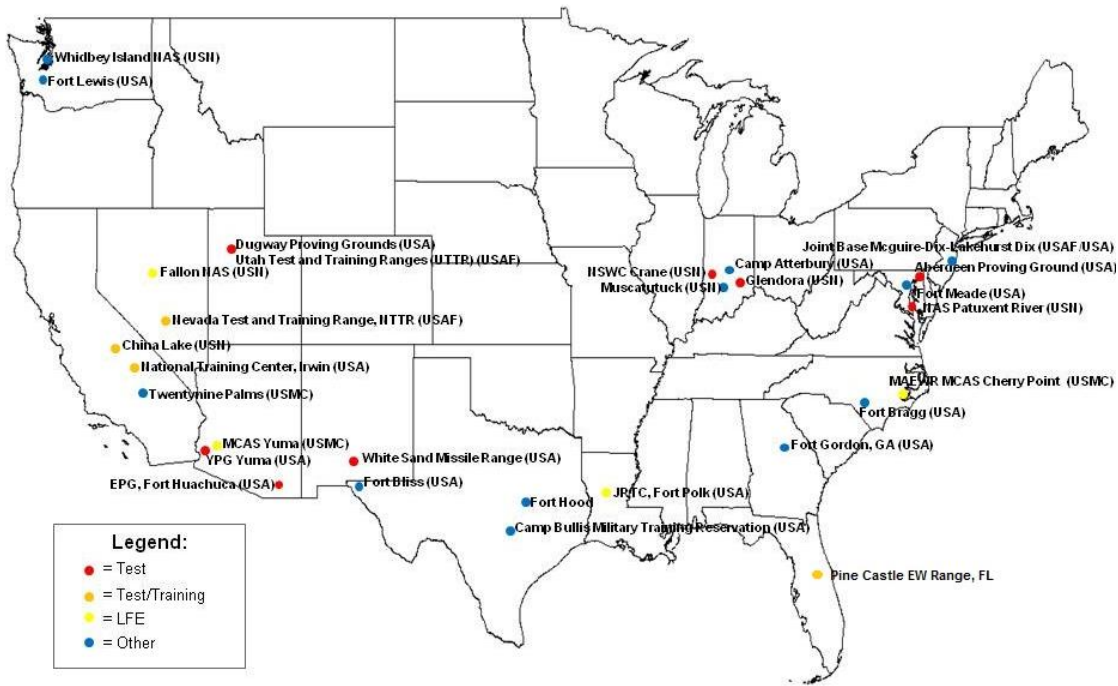 Whidbey Island NAS (USN)
Fort Lewis (USA)
Dugway Proving Grounds (USA)
Utah Test and Training Ranges (UTTR) (USAF)
Fallon NAS (USN)
Nevada Test and Training Range, NTTR (USAF)
China Lake (USN)
National Training Center, Irwin (USA)
Twentynine Palms (USMC)
MCAS Yuma (USMC)
YPG Yuma (USA)
EPG, Fort Huachuca (USA)
White Sand Missile Range (USA)
Fort Bliss (USA)
Fort Hood
Camp Bullis Military Training Reservation (USA)
JRTC, Fort Polk (USA)
NSWC Crane (USN)
Camp Atterbury (USA)
Muscatutuck (USN)
Glendora (USN)
Joint Base Mcguire-Dix-Lakehurst Dix (USAF/USA)
Aberdeen Proving Ground (USA)
Fort Meade (USA)
NAS Patuxent River (USN)
MAEWR MCAS Cherry Point (USMC)
Fort Bragg (USA)
Fort Gordon, GA (USA)
Pine Castle EW Range, FL
Legend:
= Test
= Test/Training
= LFE
= Other